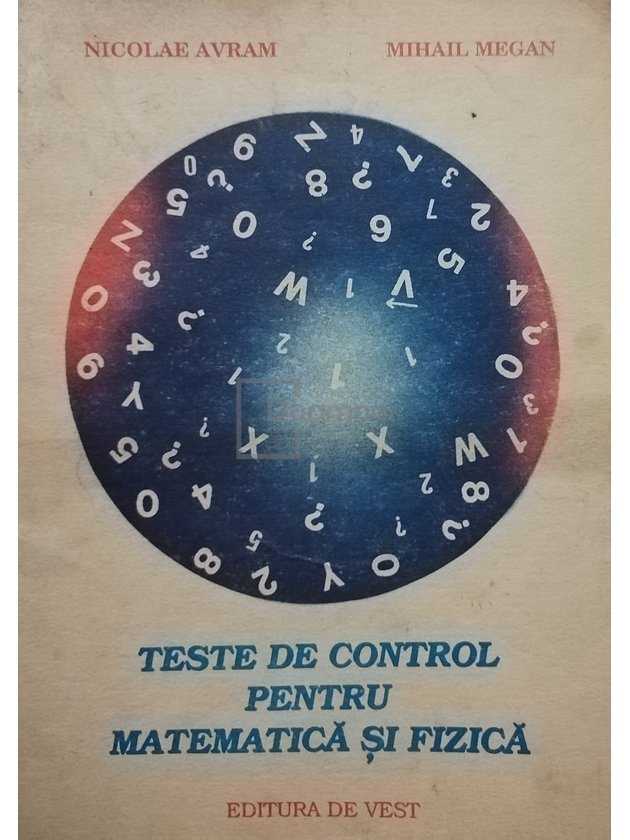 NICOLAE AVRAM
MIHAIL MEGAN
TESTE DE CONTROL
PENTRU
MATEMATICĂ ȘI FIZICĂ
EDITURA DE VEST